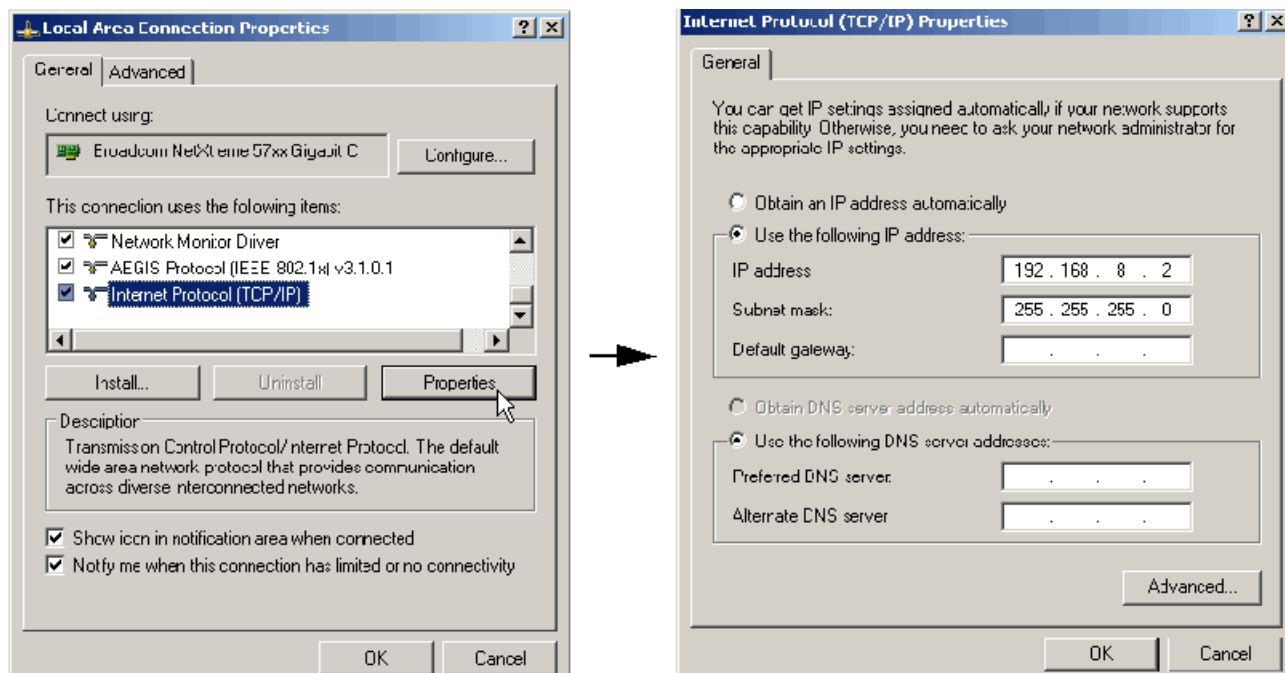 Local Area Connection Properties
General
Advanced
Connect using:
Broadcom NetXtreme 57xx Gigabit C
Configure...
This connection uses the following items:
Network Monitor Driver
AEGIS Protocol (IEEE 802.1x) v3.1.0.1
Internet Protocol (TCP/IP)
Install...
Uninstall
Properties
Description
Transmission Control Protocol/Internet Protocol. The default
wide area network protocol that provides communication
across diverse interconnected networks.
Show icon in notification area when connected
Notify me when this connection has limited or no connectivity
OK
Cancel
Internet Protocol (TCP/IP) Properties
General
You can get IP settings assigned automatically if your network supports
this capability. Otherwise, you need to ask your network administrator for
the appropriate IP settings.
Obtain an IP address automatically
Use the following IP address:
IP address
192 . 168 . 8 . 2
Subnet mask:
255 . 255 . 255 . 0
Default gateway:
. . .
Obtain DNS server address automatically
Use the following DNS server addresses:
Preferred DNS server:
. . .
Alternate DNS server
. . .
Advanced...
OK
Cancel